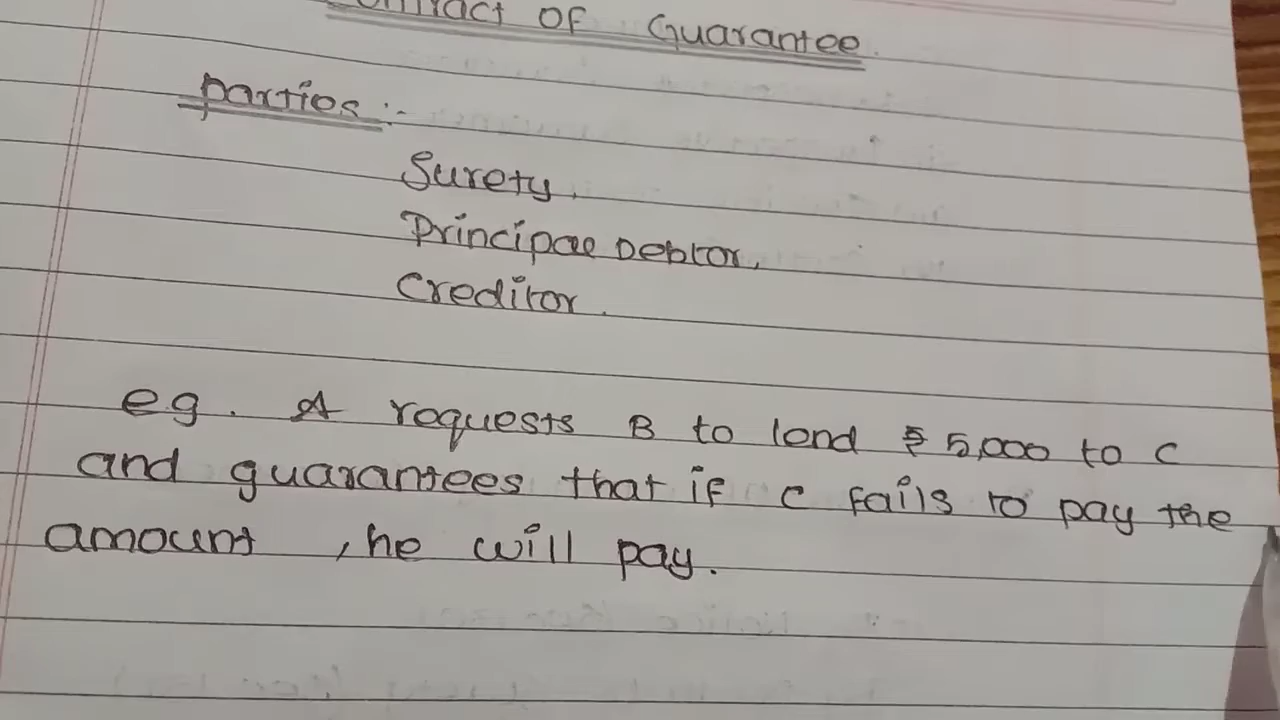 Contract of Guarantee.
parties :-
Surety,
Principal Debtor,
Creditor.
eg. A requests B to lend ₹ 5,000 to C
and guarantees that if C fails to pay the
amount, he will pay.